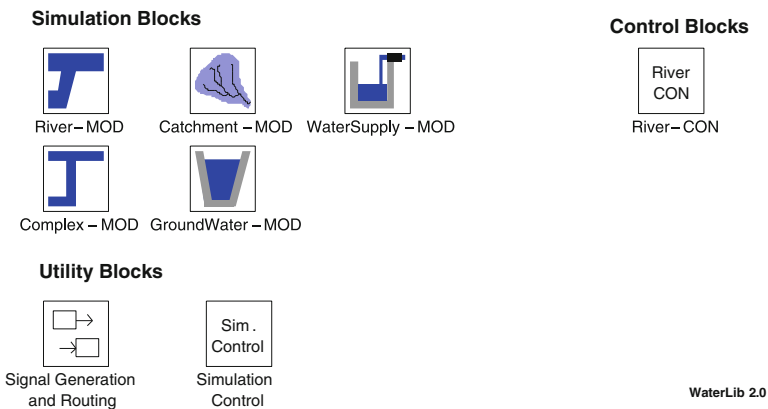 Simulation Blocks
Control Blocks
River
CON
River–MOD
Catchment –MOD
WaterSupply –MOD
River–CON
Complex –MOD
GroundWater –MOD
Utility Blocks
Sim .
Control
Signal Generation
and Routing
Simulation
Control
WaterLib 2.0